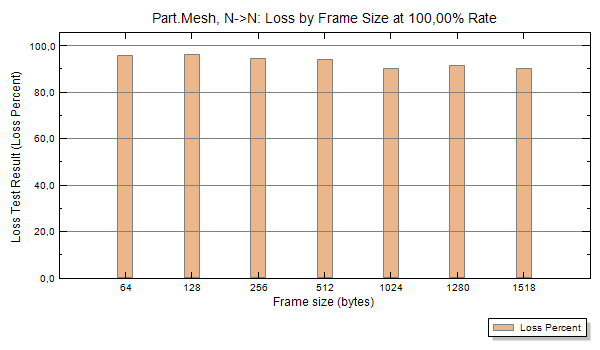 Part.Mesh, N->N: Loss by Frame Size at 100,00% Rate
Loss Test Result (Loss Percent)
100,0
80,0
60,0
40,0
20,0
0,0
64 128 256 512 1024 1280 1518
Frame size (bytes)
Loss Percent